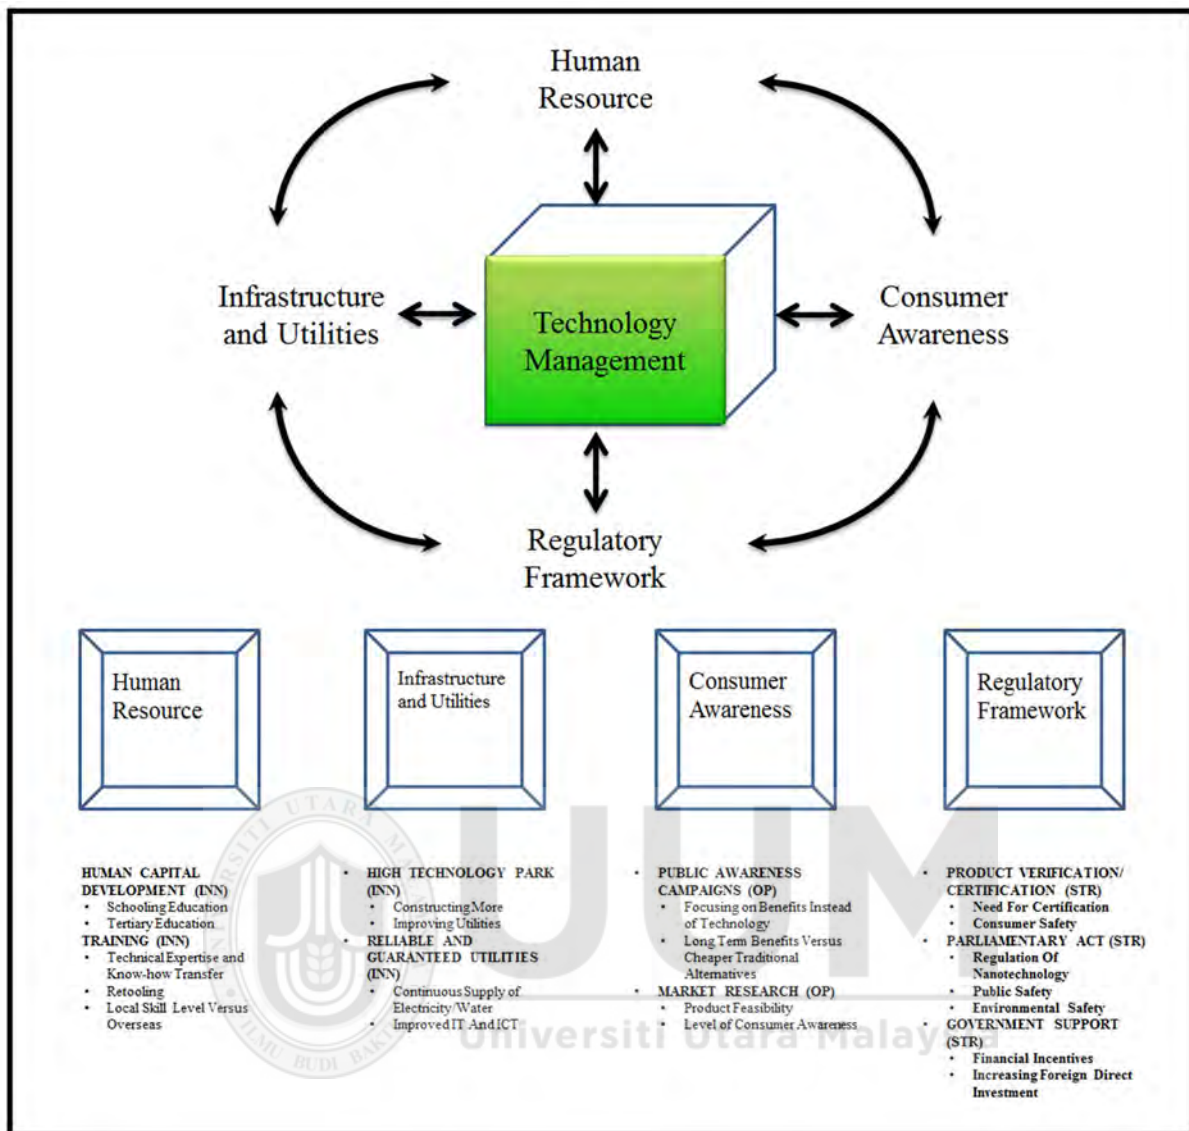 Human
Resource
Infrastructure
and Utilities
Technology
Management
Consumer
Awareness
Regulatory
Framework
Human
Resource
Infrastructure
and Utilities
Consumer
Awareness
Regulatory
Framework
HUMAN CAPITAL
DEVELOPMENT (INN)
• Schooling Education
• Tertiary Education
TRAINING (INN)
• Technical Expertise and
Know-how Transfer
• Retooling
• Local Skill Level Versus
Overseas
• HIGH TECHNOLOGY PARK
(INN)
• Constructing More
• Improving Utilities
• RELIABLE AND
GUARANTEED UTILITIES
(INN)
• Continuous Supply of
Electricity/Water
• Improved IT And ICT
• PUBLIC AWARENESS
CAMPAIGNS (OP)
• Focusing on Benefits Instead
of Technology
• Long Term Benefits Versus
Cheaper Traditional
Alternatives
• MARKET RESEARCH (OP)
• Product Feasibility
• Level of Consumer Awareness
• PRODUCT VERIFICATION/
CERTIFICATION (STR)
• Need For Certification
• Consumer Safety
• PARLIAMENTARY ACT (STR)
• Regulation Of
Nanotechnology
• Public Safety
• Environmental Safety
• GOVERNMENT SUPPORT
(STR)
• Financial Incentives
• Increasing Foreign Direct
Investment
UUM
Universiti Utara Malaysia
UNIVERSITI UTARA MALAYSIA
ILMU BUDI BAKTI